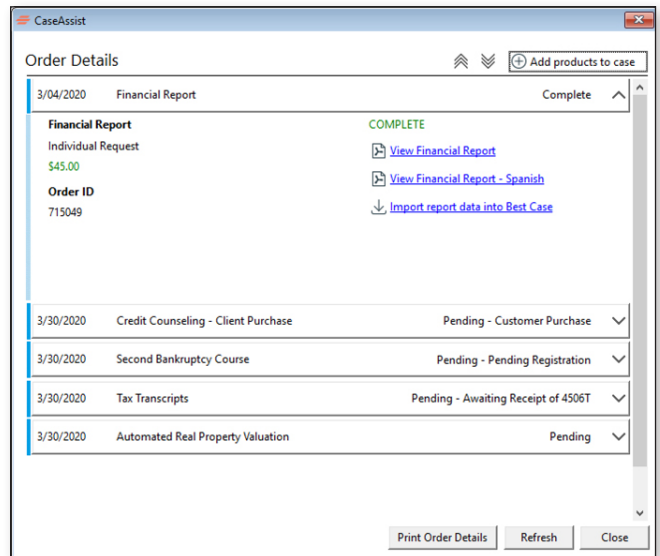 CaseAssist
Order Details
Add products to case
3/04/2020 Financial Report Complete
Financial Report COMPLETE
Individual Request View Financial Report
$45.00
View Financial Report - Spanish
Order ID
Import report data into Best Case
715049
3/30/2020 Credit Counseling - Client Purchase Pending - Customer Purchase
3/30/2020 Second Bankruptcy Course Pending - Pending Registration
3/30/2020 Tax Transcripts Pending - Awaiting Receipt of 4506T
3/30/2020 Automated Real Property Valuation Pending
Print Order Details Refresh Close